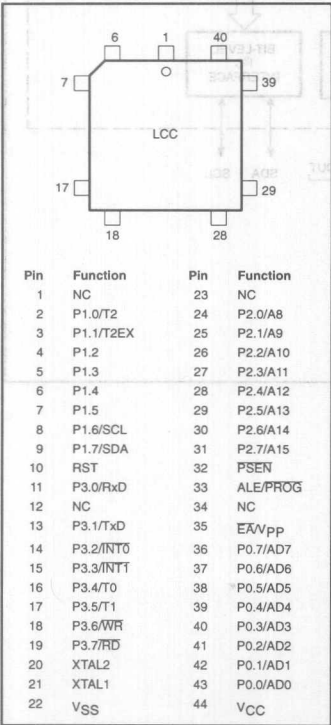 6 1 40
7 39
LCC
17 29
18 28
Pin Function Pin Function
1 NC 23 NC
2 P1.0/T2 24 P2.0/A8
3 P1.1/T2EX 25 P2.1/A9
4 P1.2 26 P2.2/A10
5 P1.3 27 P2.3/A11
6 P1.4 28 P2.4/A12
7 P1.5 29 P2.5/A13
8 P1.6/SCL 30 P2.6/A14
9 P1.7/SDA 31 P2.7/A15
10 RST 32 P̅S̅E̅N̅
11 P3.0/RxD 33 ALE/P̅R̅O̅G̅
12 NC 34 NC
13 P3.1/TxD 35 E̅A̅/VPP
14 P3.2/I̅N̅T̅0̅ 36 P0.7/AD7
15 P3.3/I̅N̅T̅1̅ 37 P0.6/AD6
16 P3.4/T0 38 P0.5/AD5
17 P3.5/T1 39 P0.4/AD4
18 P3.6/W̅R̅ 40 P0.3/AD3
19 P3.7/R̅D̅ 41 P0.2/AD2
20 XTAL2 42 P0.1/AD1
21 XTAL1 43 P0.0/AD0
22 VSS 44 VCC